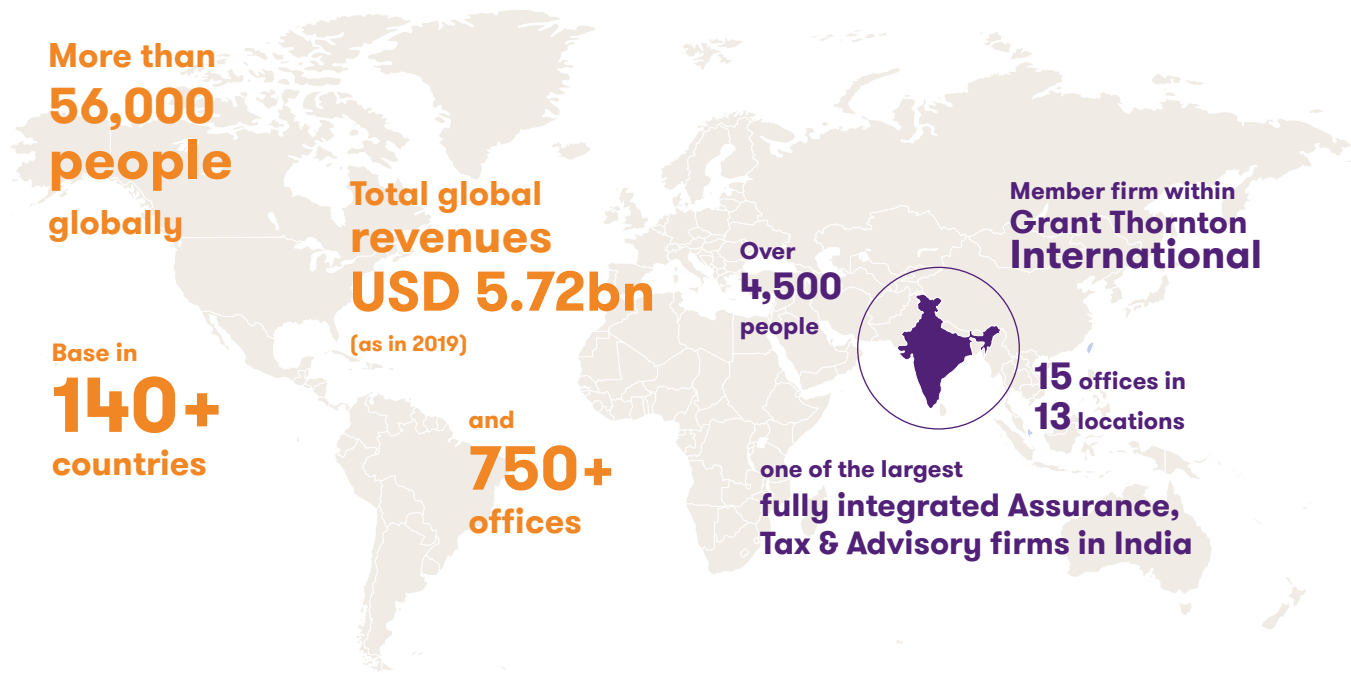 More than
56,000
people
globally
Total global
revenues
USD 5.72bn
(as in 2019)
Base in
140+
countries
and
750+
offices
Over
4,500
people
Member firm within
Grant Thornton
International
15 offices in
13 locations
one of the largest
fully integrated Assurance,
Tax & Advisory firms in India